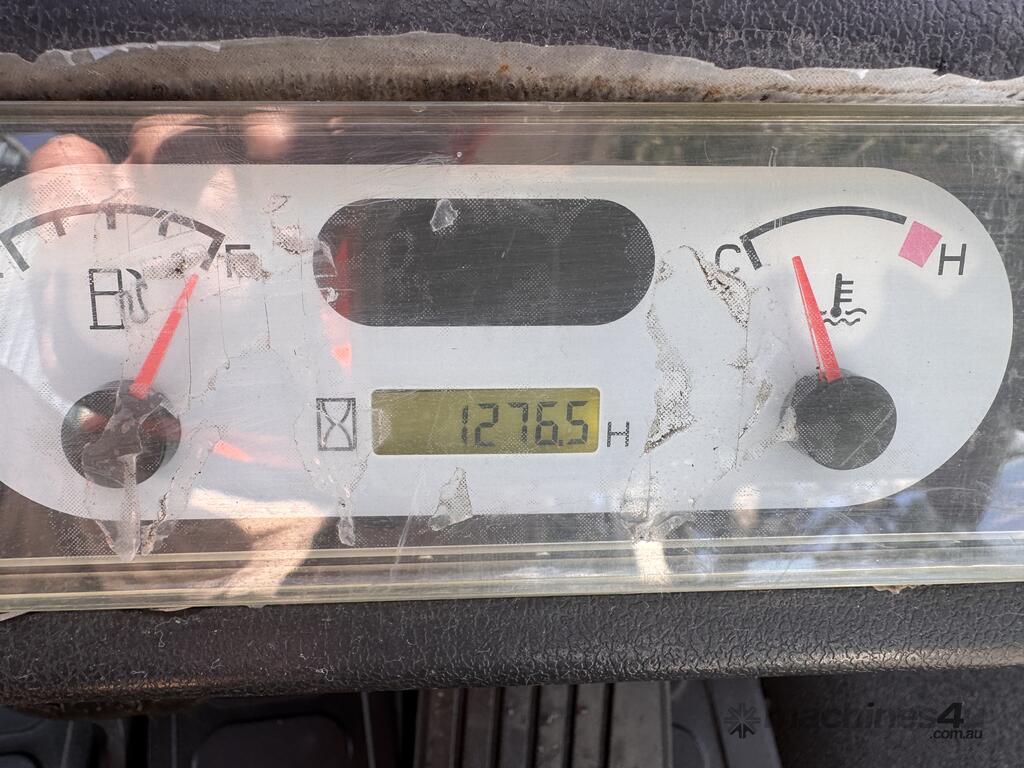 F
C
H
1276.5 H
machines4u
.com.au